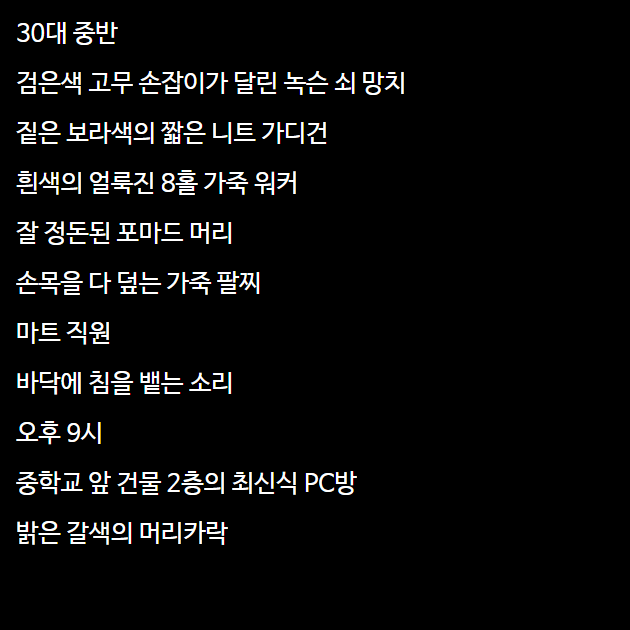 30대 중반
검은색 고무 손잡이가 달린 녹슨 쇠 망치
짙은 보라색의 짧은 니트 가디건
흰색의 얼룩진 8홀 가죽 워커
잘 정돈된 포마드 머리
손목을 다 덮는 가죽 팔찌
마트 직원
바닥에 침을 뱉는 소리
오후 9시
중학교 앞 건물 2층의 최신식 PC방
밝은 갈색의 머리카락